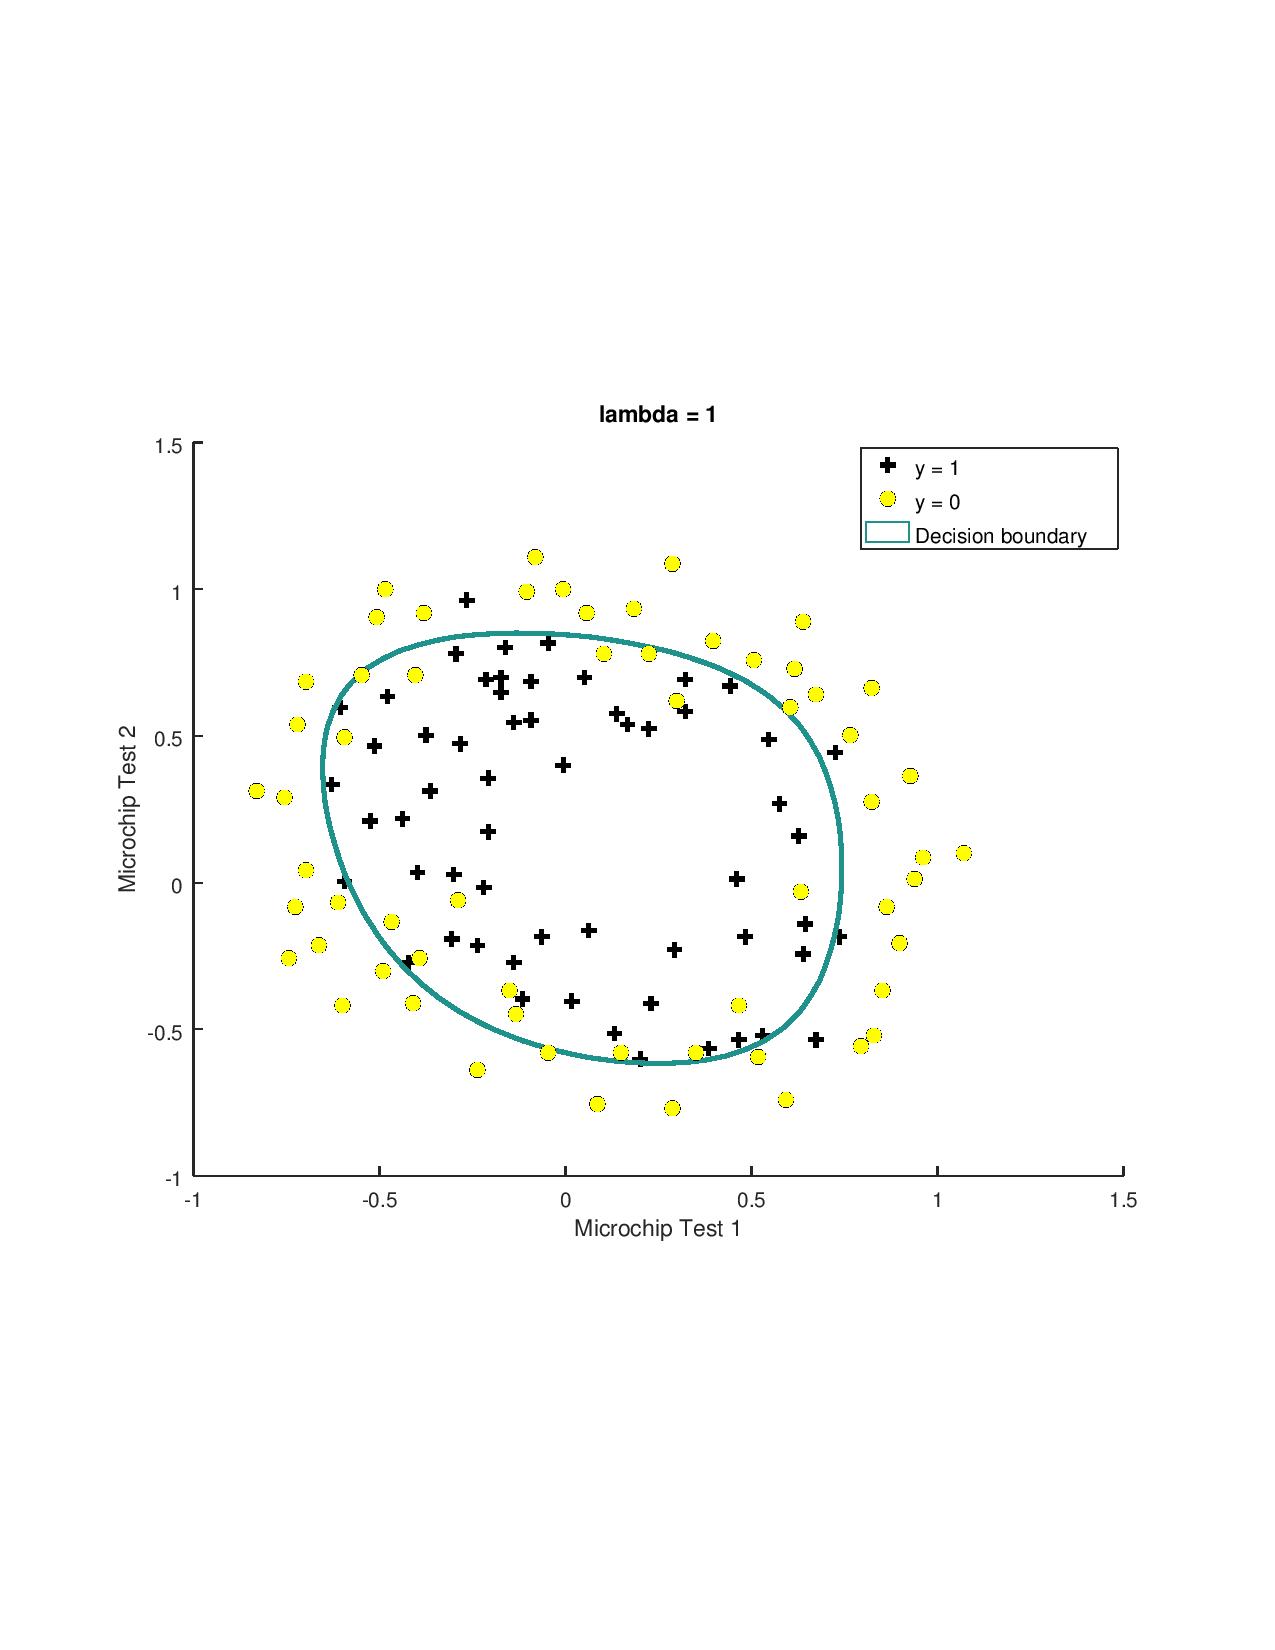 lambda = 1
1.5
1
0.5
0
-0.5
-1
Microchip Test 2
y = 1
y = 0
Decision boundary
-1 -0.5 0 0.5 1 1.5
Microchip Test 1